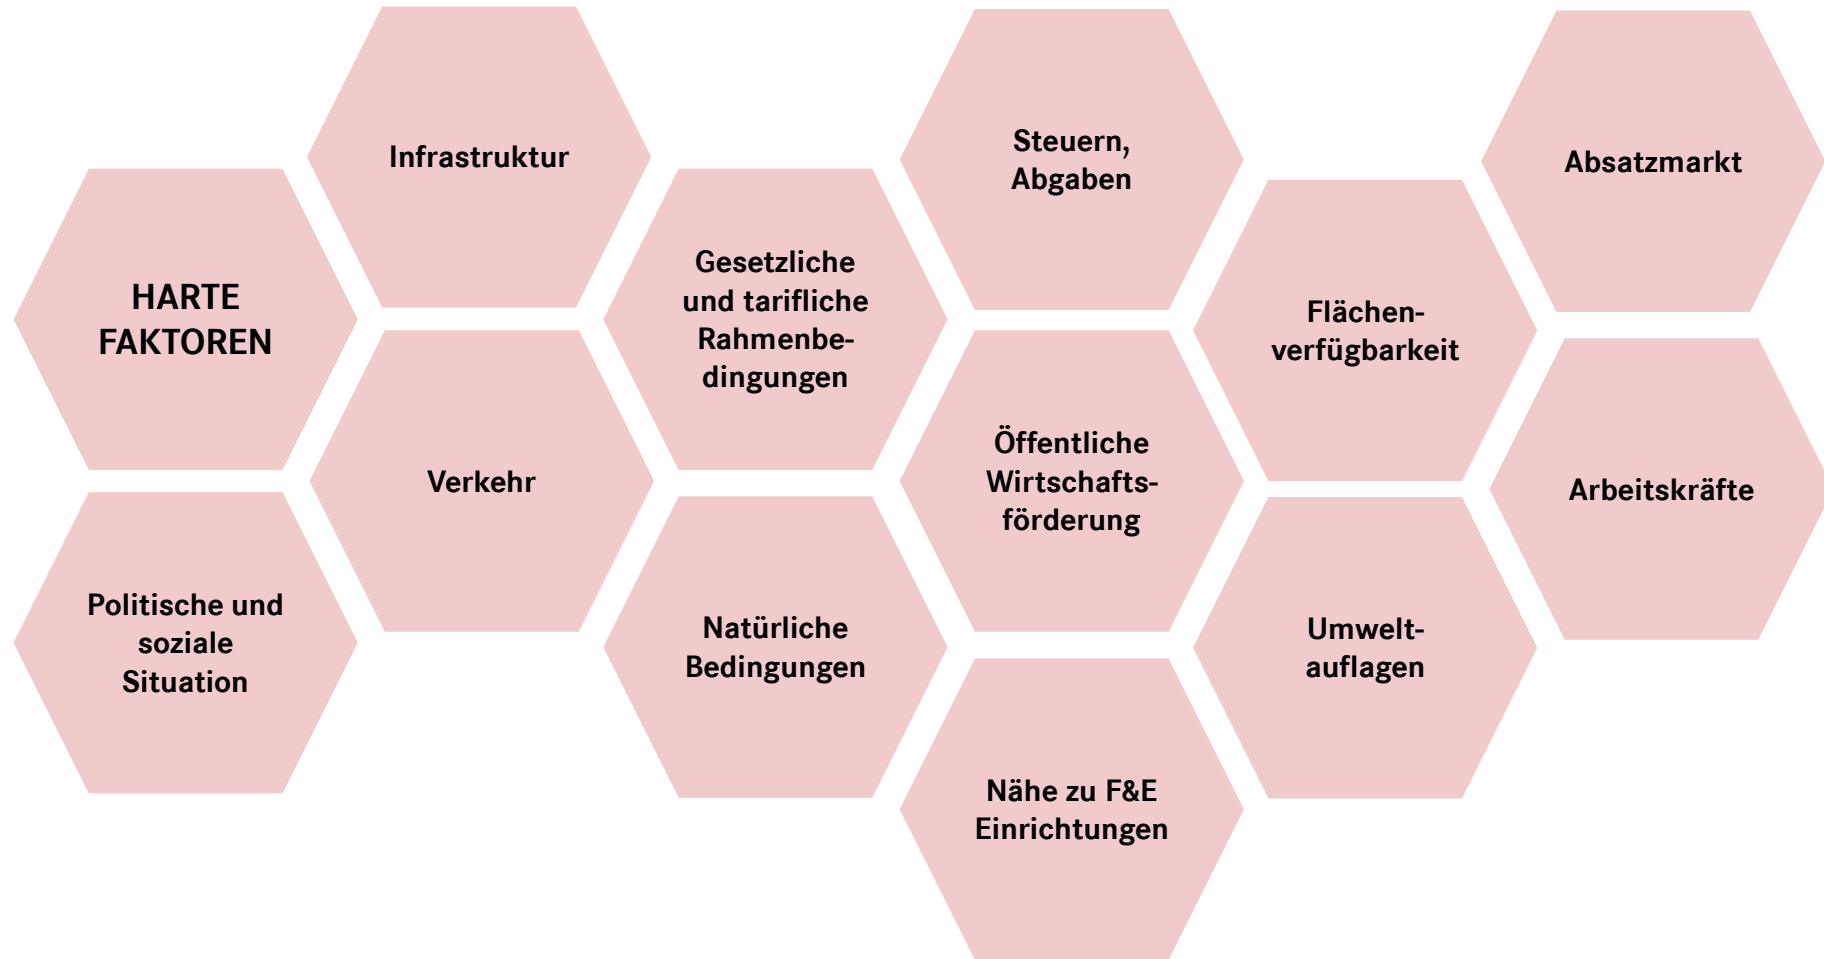 HARTE
FAKTOREN
Politische und
soziale
Situation
Infrastruktur
Verkehr
Gesetzliche
und tarifliche
Rahmenbe-
dingungen
Natürliche
Bedingungen
Steuern,
Abgaben
Öffentliche
Wirtschafts-
förderung
Nähe zu F&E
Einrichtungen
Flächen-
verfügbarkeit
Umwelt-
auflagen
Absatzmarkt
Arbeitskräfte